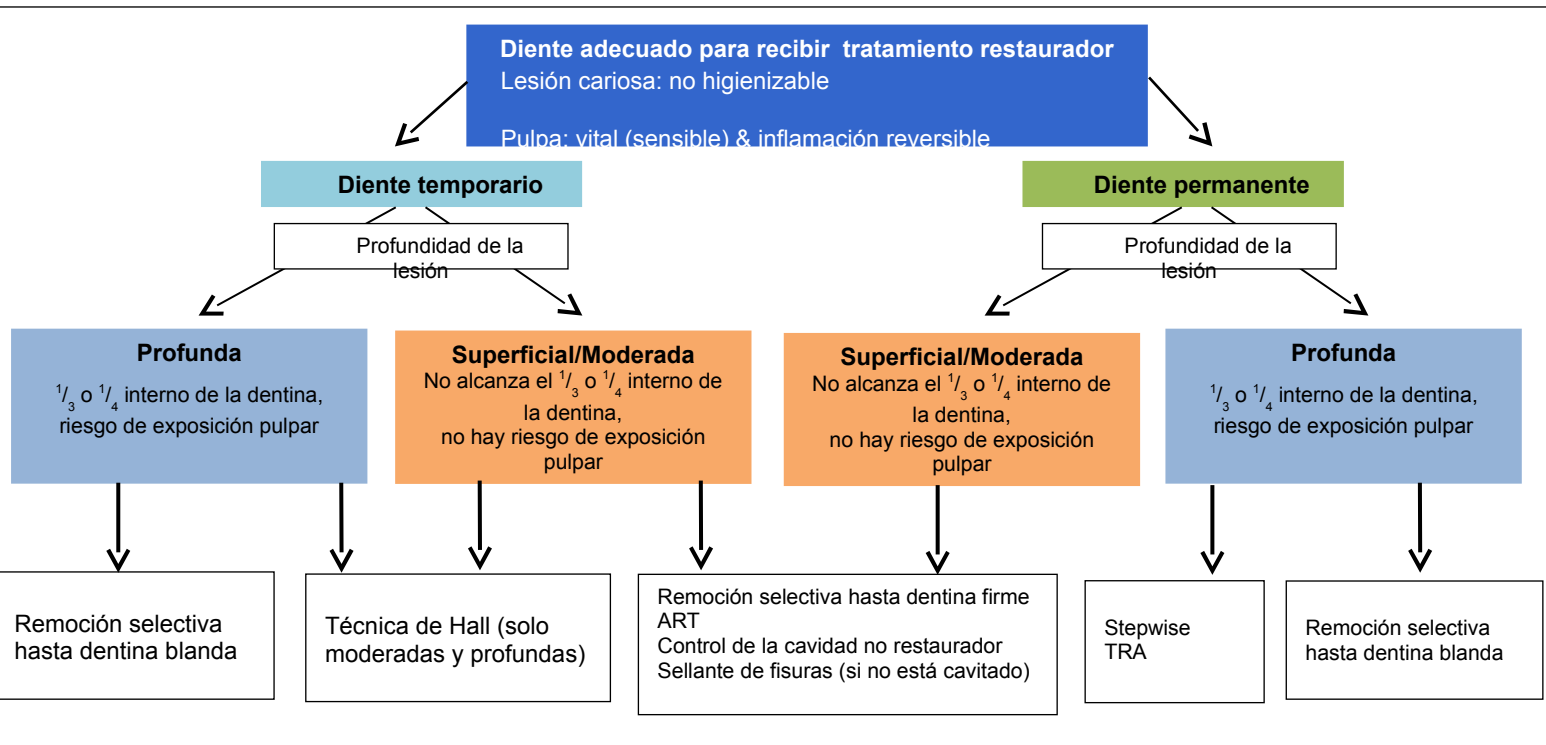 Diente adecuado para recibir tratamiento restaurador
Lesión cariosa: no higienizable
Pulpa: vital (sensible) & inflamación reversible
Diente temporario
Diente permanente
Profundidad de la
lesión
Profundidad de la
lesión
Profunda
1/3 o 1/4 interno de la dentina,
riesgo de exposición pulpar
Superficial/Moderada
No alcanza el 1/3 o 1/4 interno de
la dentina,
no hay riesgo de exposición
pulpar
Superficial/Moderada
No alcanza el 1/3 o 1/4 interno de
la dentina,
no hay riesgo de exposición
pulpar
Profunda
1/3 o 1/4 interno de la dentina,
riesgo de exposición pulpar
Remoción selectiva
hasta dentina blanda
Técnica de Hall (solo
moderadas y profundas)
Remoción selectiva hasta dentina firme
ART
Control de la cavidad no restaurador
Sellante de fisuras (si no está cavitado)
Stepwise
TRA
Remoción selectiva
hasta dentina blanda